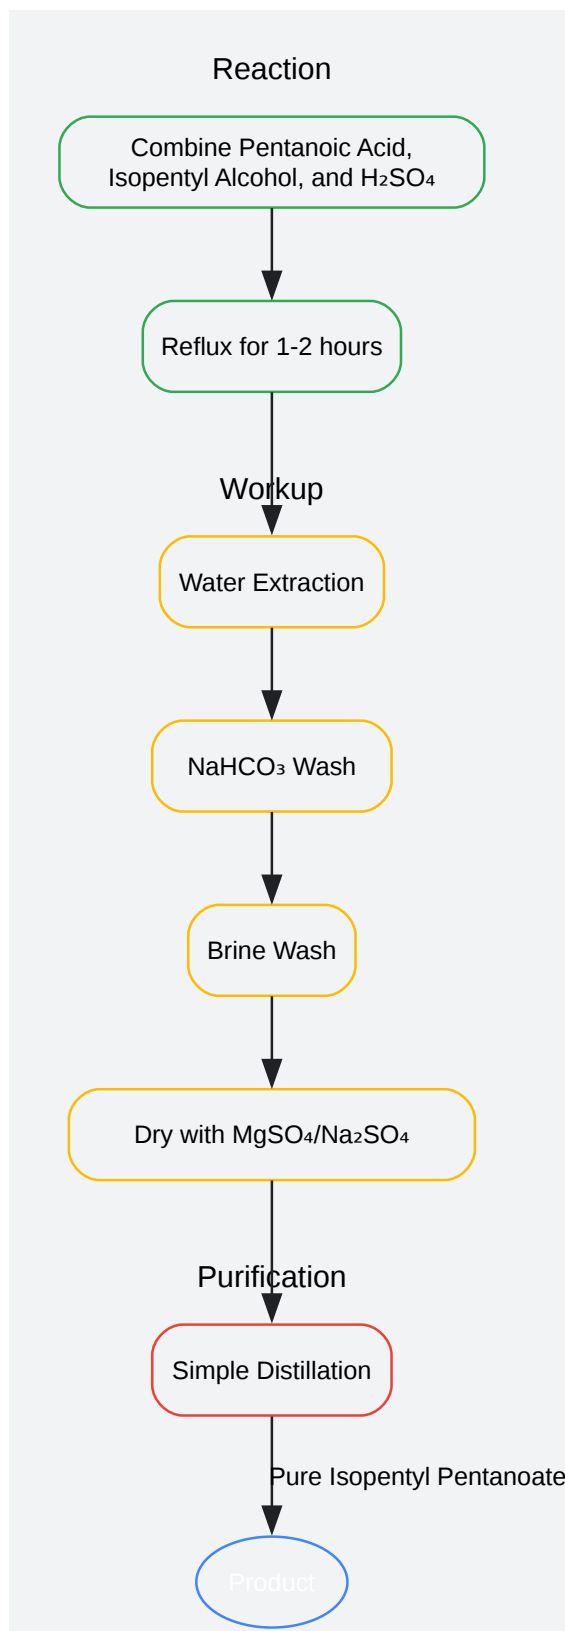 Reaction
Combine Pentanoic Acid,
Isopentyl Alcohol, and H₂SO₄
Reflux for 1-2 hours
Workup
Water Extraction
NaHCO₃ Wash
Brine Wash
Dry with MgSO₄/Na₂SO₄
Purification
Simple Distillation
Pure Isopentyl Pentanoate
Product